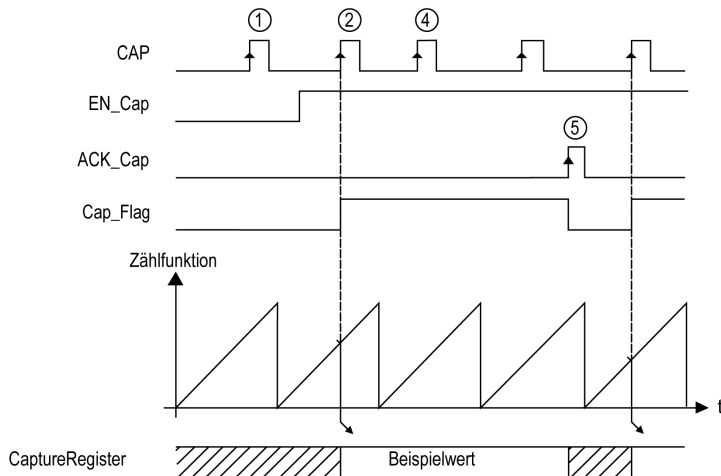 ① ② ④
CAP
EN_Cap
⑤
ACK_Cap
Cap_Flag
Zählfunktion
t
CaptureRegister
Beispielwert